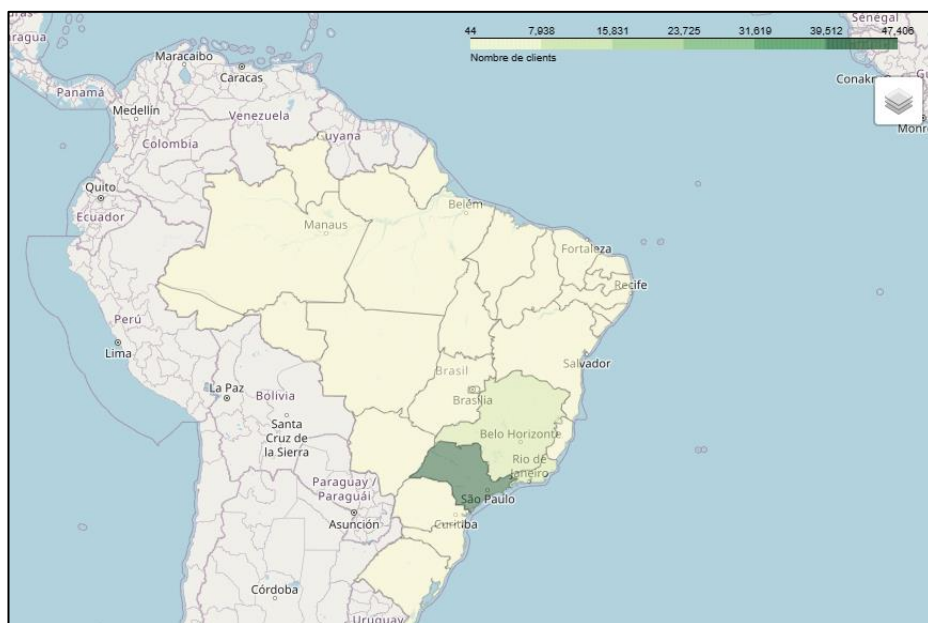 44 7,938 15,831 23,725 31,619 39,512 47,406
Nombre de clients
Sénégal
Maracaibo
Caracas
Conakry
Panamá
Medellín
Venezuela
Guyana
Colombia
Quito
Ecuador
Belém
Manaus
Fortaleza
Recife
Perú
Lima
Salvador
Brasil
La Paz
Brasília
Bolivia
Santa
Cruz de
la Sierra
Belo Horizonte
Rio de
Janeiro
Paraguay /
Paraguái
São Paulo
Asunción
Curitiba
Córdoba
Uruguay